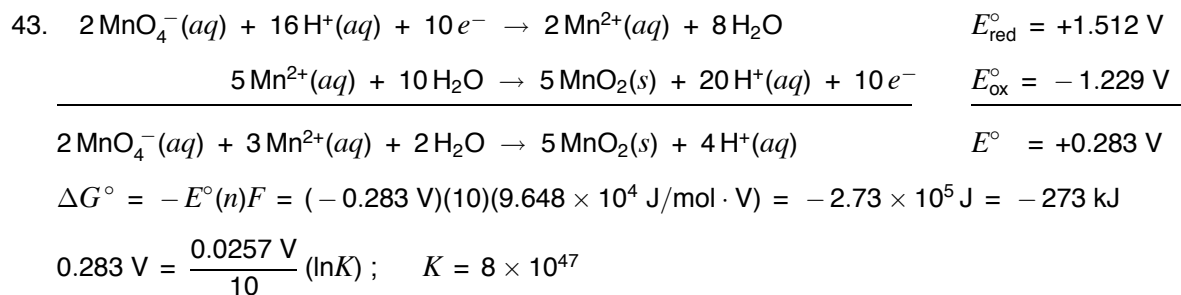 43. 2 MnO₄⁻(aq) + 16 H⁺(aq) + 10 e⁻ → 2 Mn²⁺(aq) + 8 H₂O E°red = +1.512 V
5 Mn²⁺(aq) + 10 H₂O → 5 MnO₂(s) + 20 H⁺(aq) + 10 e⁻ E°ox = − 1.229 V
2 MnO₄⁻(aq) + 3 Mn²⁺(aq) + 2 H₂O → 5 MnO₂(s) + 4 H⁺(aq) E° = +0.283 V
ΔG° = − E°(n)F = ( − 0.283 V)(10)(9.648 × 10⁴ J/mol · V) = − 2.73 × 10⁵ J = − 273 kJ
0.283 V = 0.0257 V / 10 (lnK) ; K = 8 × 10⁴⁷